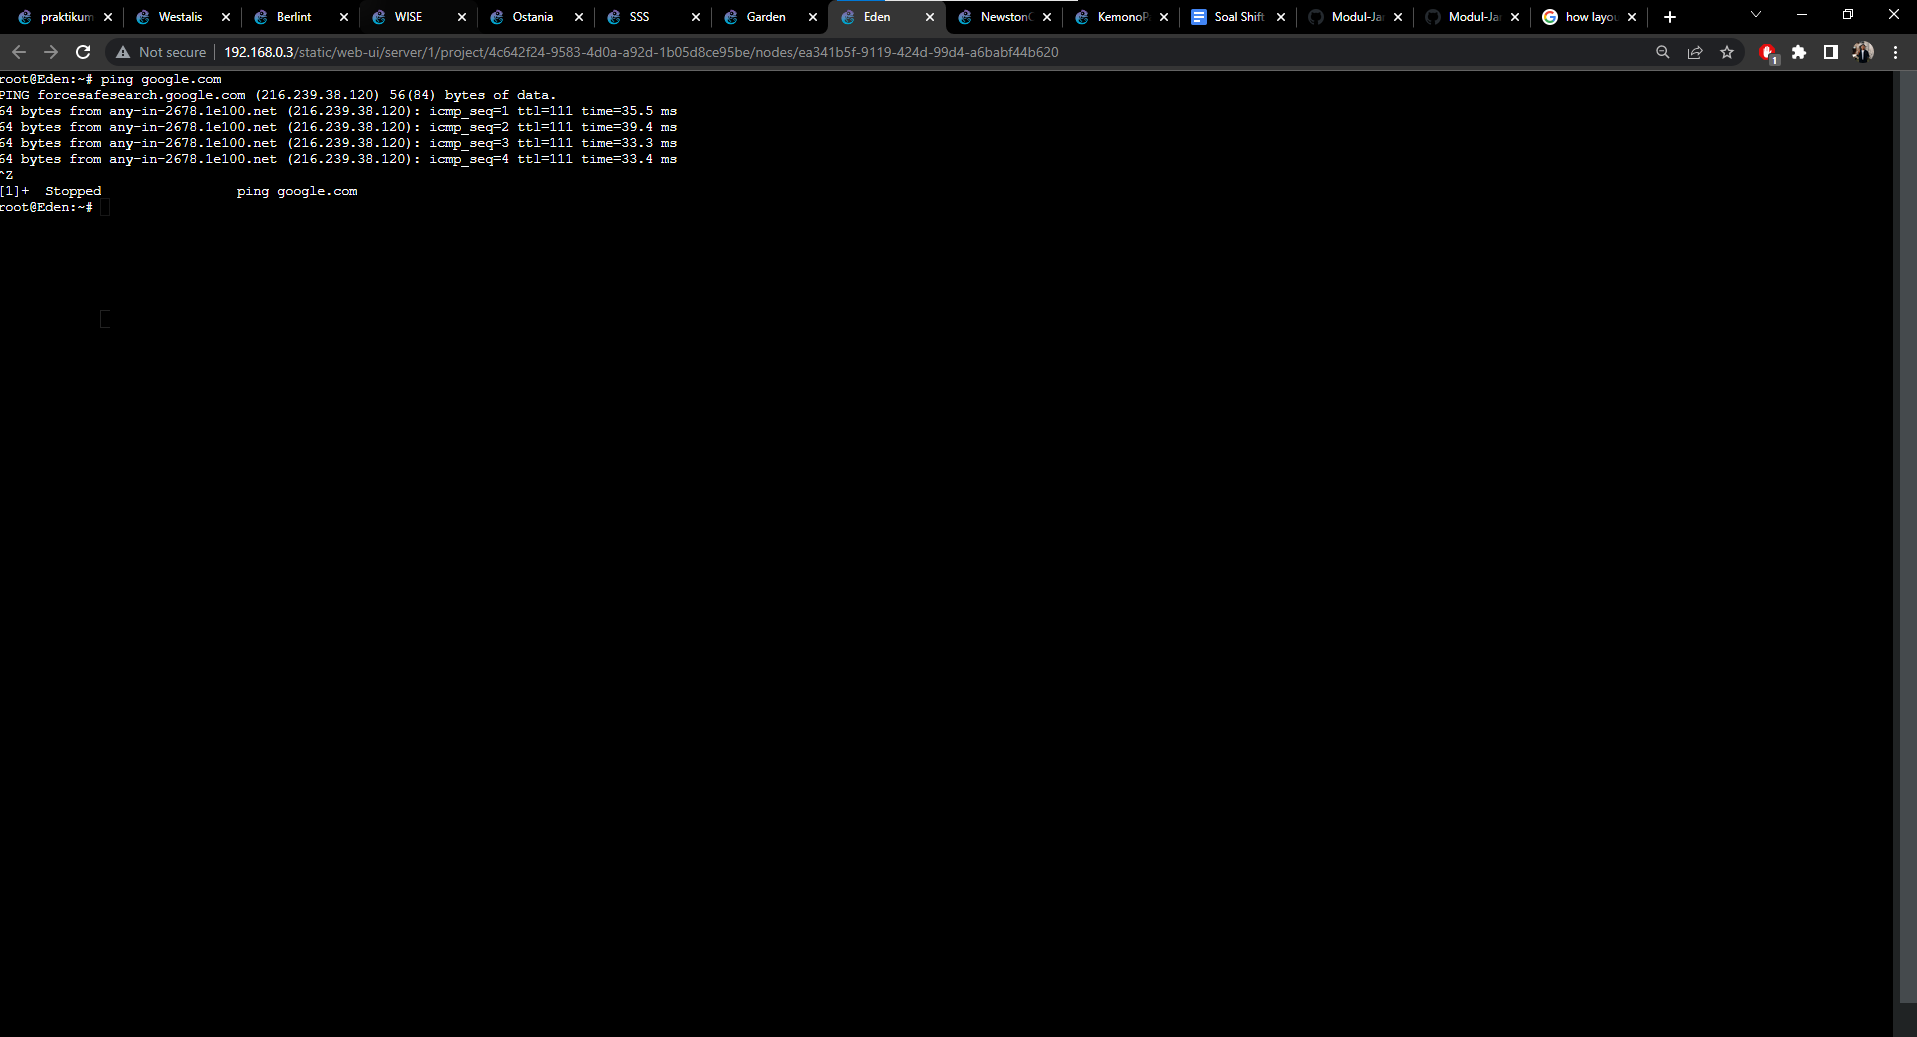 praktikum
Westalis
Berlint
WISE
Ostania
SSS
Garden
Eden
Newston
KemonoP
Soal Shift
Modul-Ja
Modul-Ja
how layou
Not secure
192.168.0.3/static/web-ui/server/1/project/4c642f24-9583-4d0a-a92d-1b05d8ce95be/nodes/ea341b5f-9119-424d-99d4-a6babf44b620
1
root@Eden:~# ping google.com
PING forcesafesearch.google.com (216.239.38.120) 56(84) bytes of data.
64 bytes from any-in-2678.1e100.net (216.239.38.120): icmp_seq=1 ttl=111 time=35.5 ms
64 bytes from any-in-2678.1e100.net (216.239.38.120): icmp_seq=2 ttl=111 time=39.4 ms
64 bytes from any-in-2678.1e100.net (216.239.38.120): icmp_seq=3 ttl=111 time=33.3 ms
64 bytes from any-in-2678.1e100.net (216.239.38.120): icmp_seq=4 ttl=111 time=33.4 ms
^Z
[1]+  Stopped                 ping google.com
root@Eden:~#